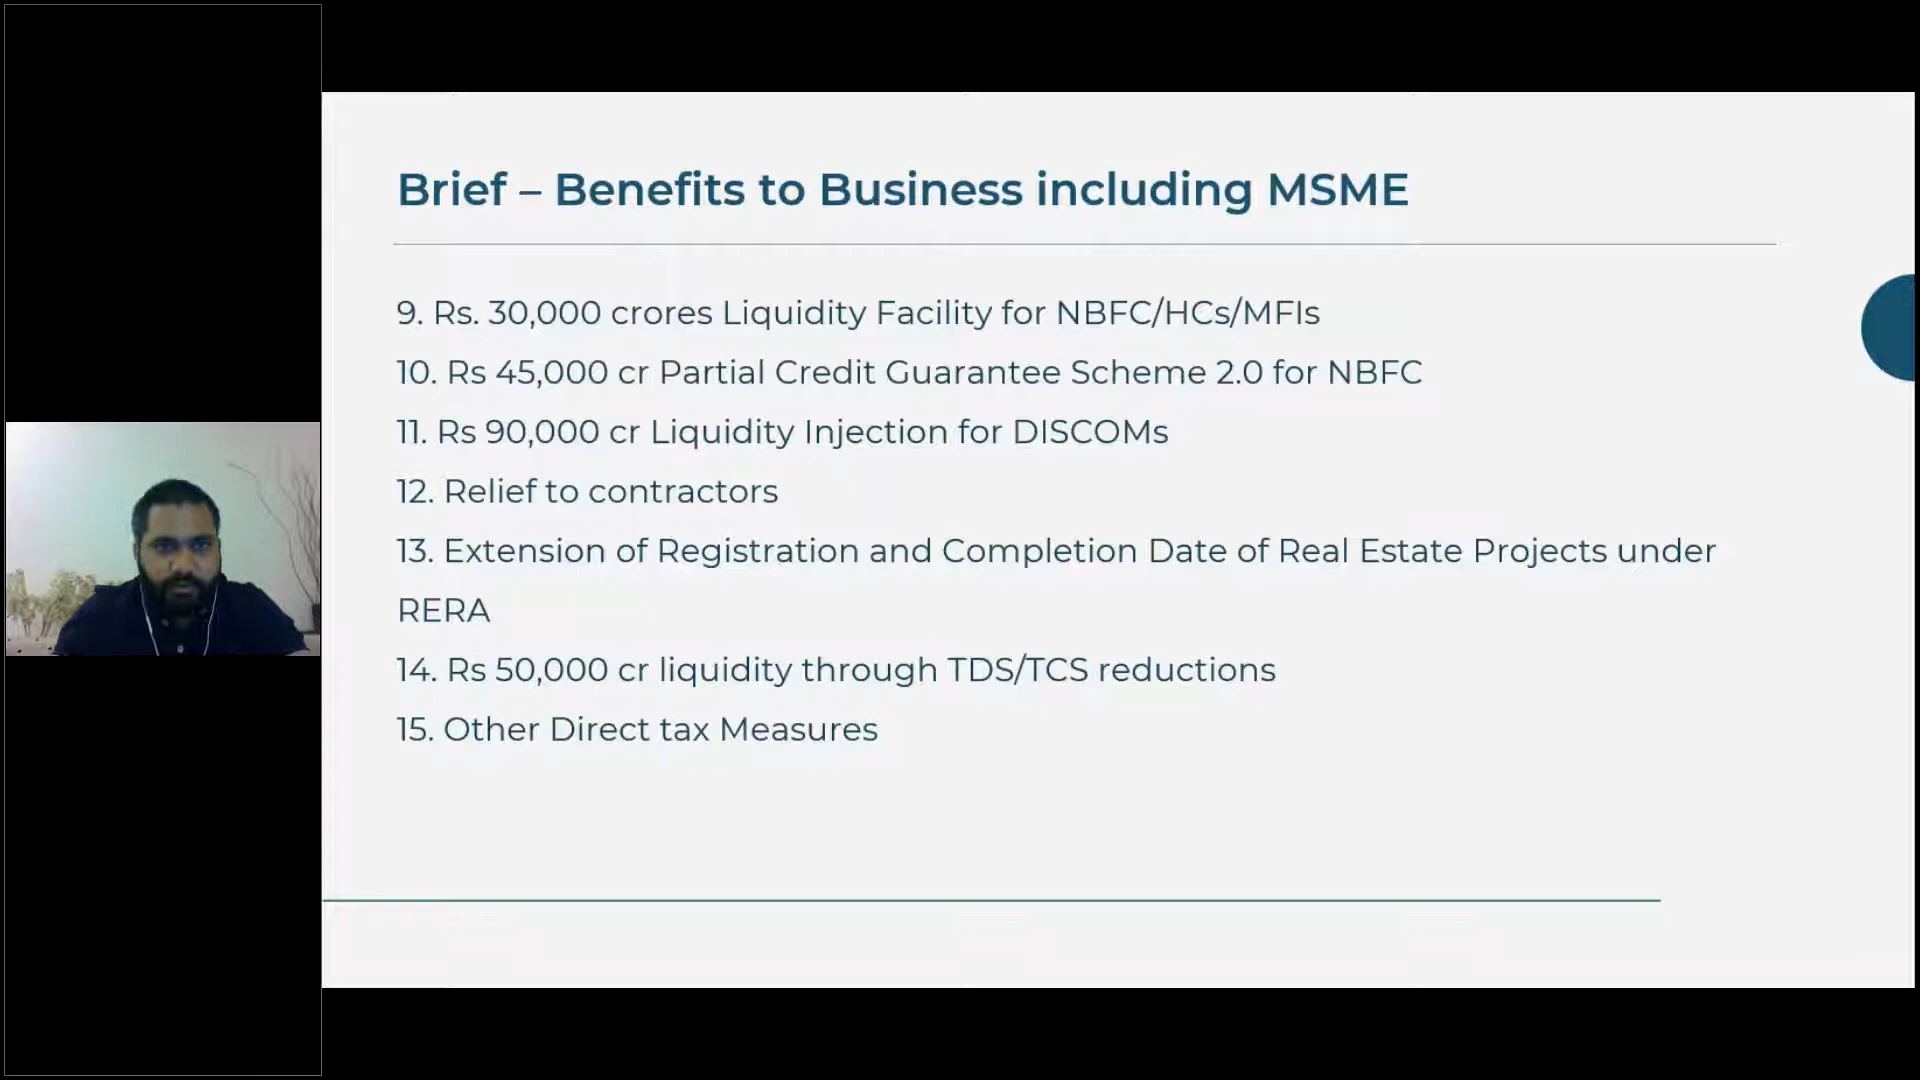 Brief – Benefits to Business including MSME
9. Rs. 30,000 crores Liquidity Facility for NBFC/HCs/MFIs
10. Rs 45,000 cr Partial Credit Guarantee Scheme 2.0 for NBFC
11. Rs 90,000 cr Liquidity Injection for DISCOMs
12. Relief to contractors
13. Extension of Registration and Completion Date of Real Estate Projects under
RERA
14. Rs 50,000 cr liquidity through TDS/TCS reductions
15. Other Direct tax Measures